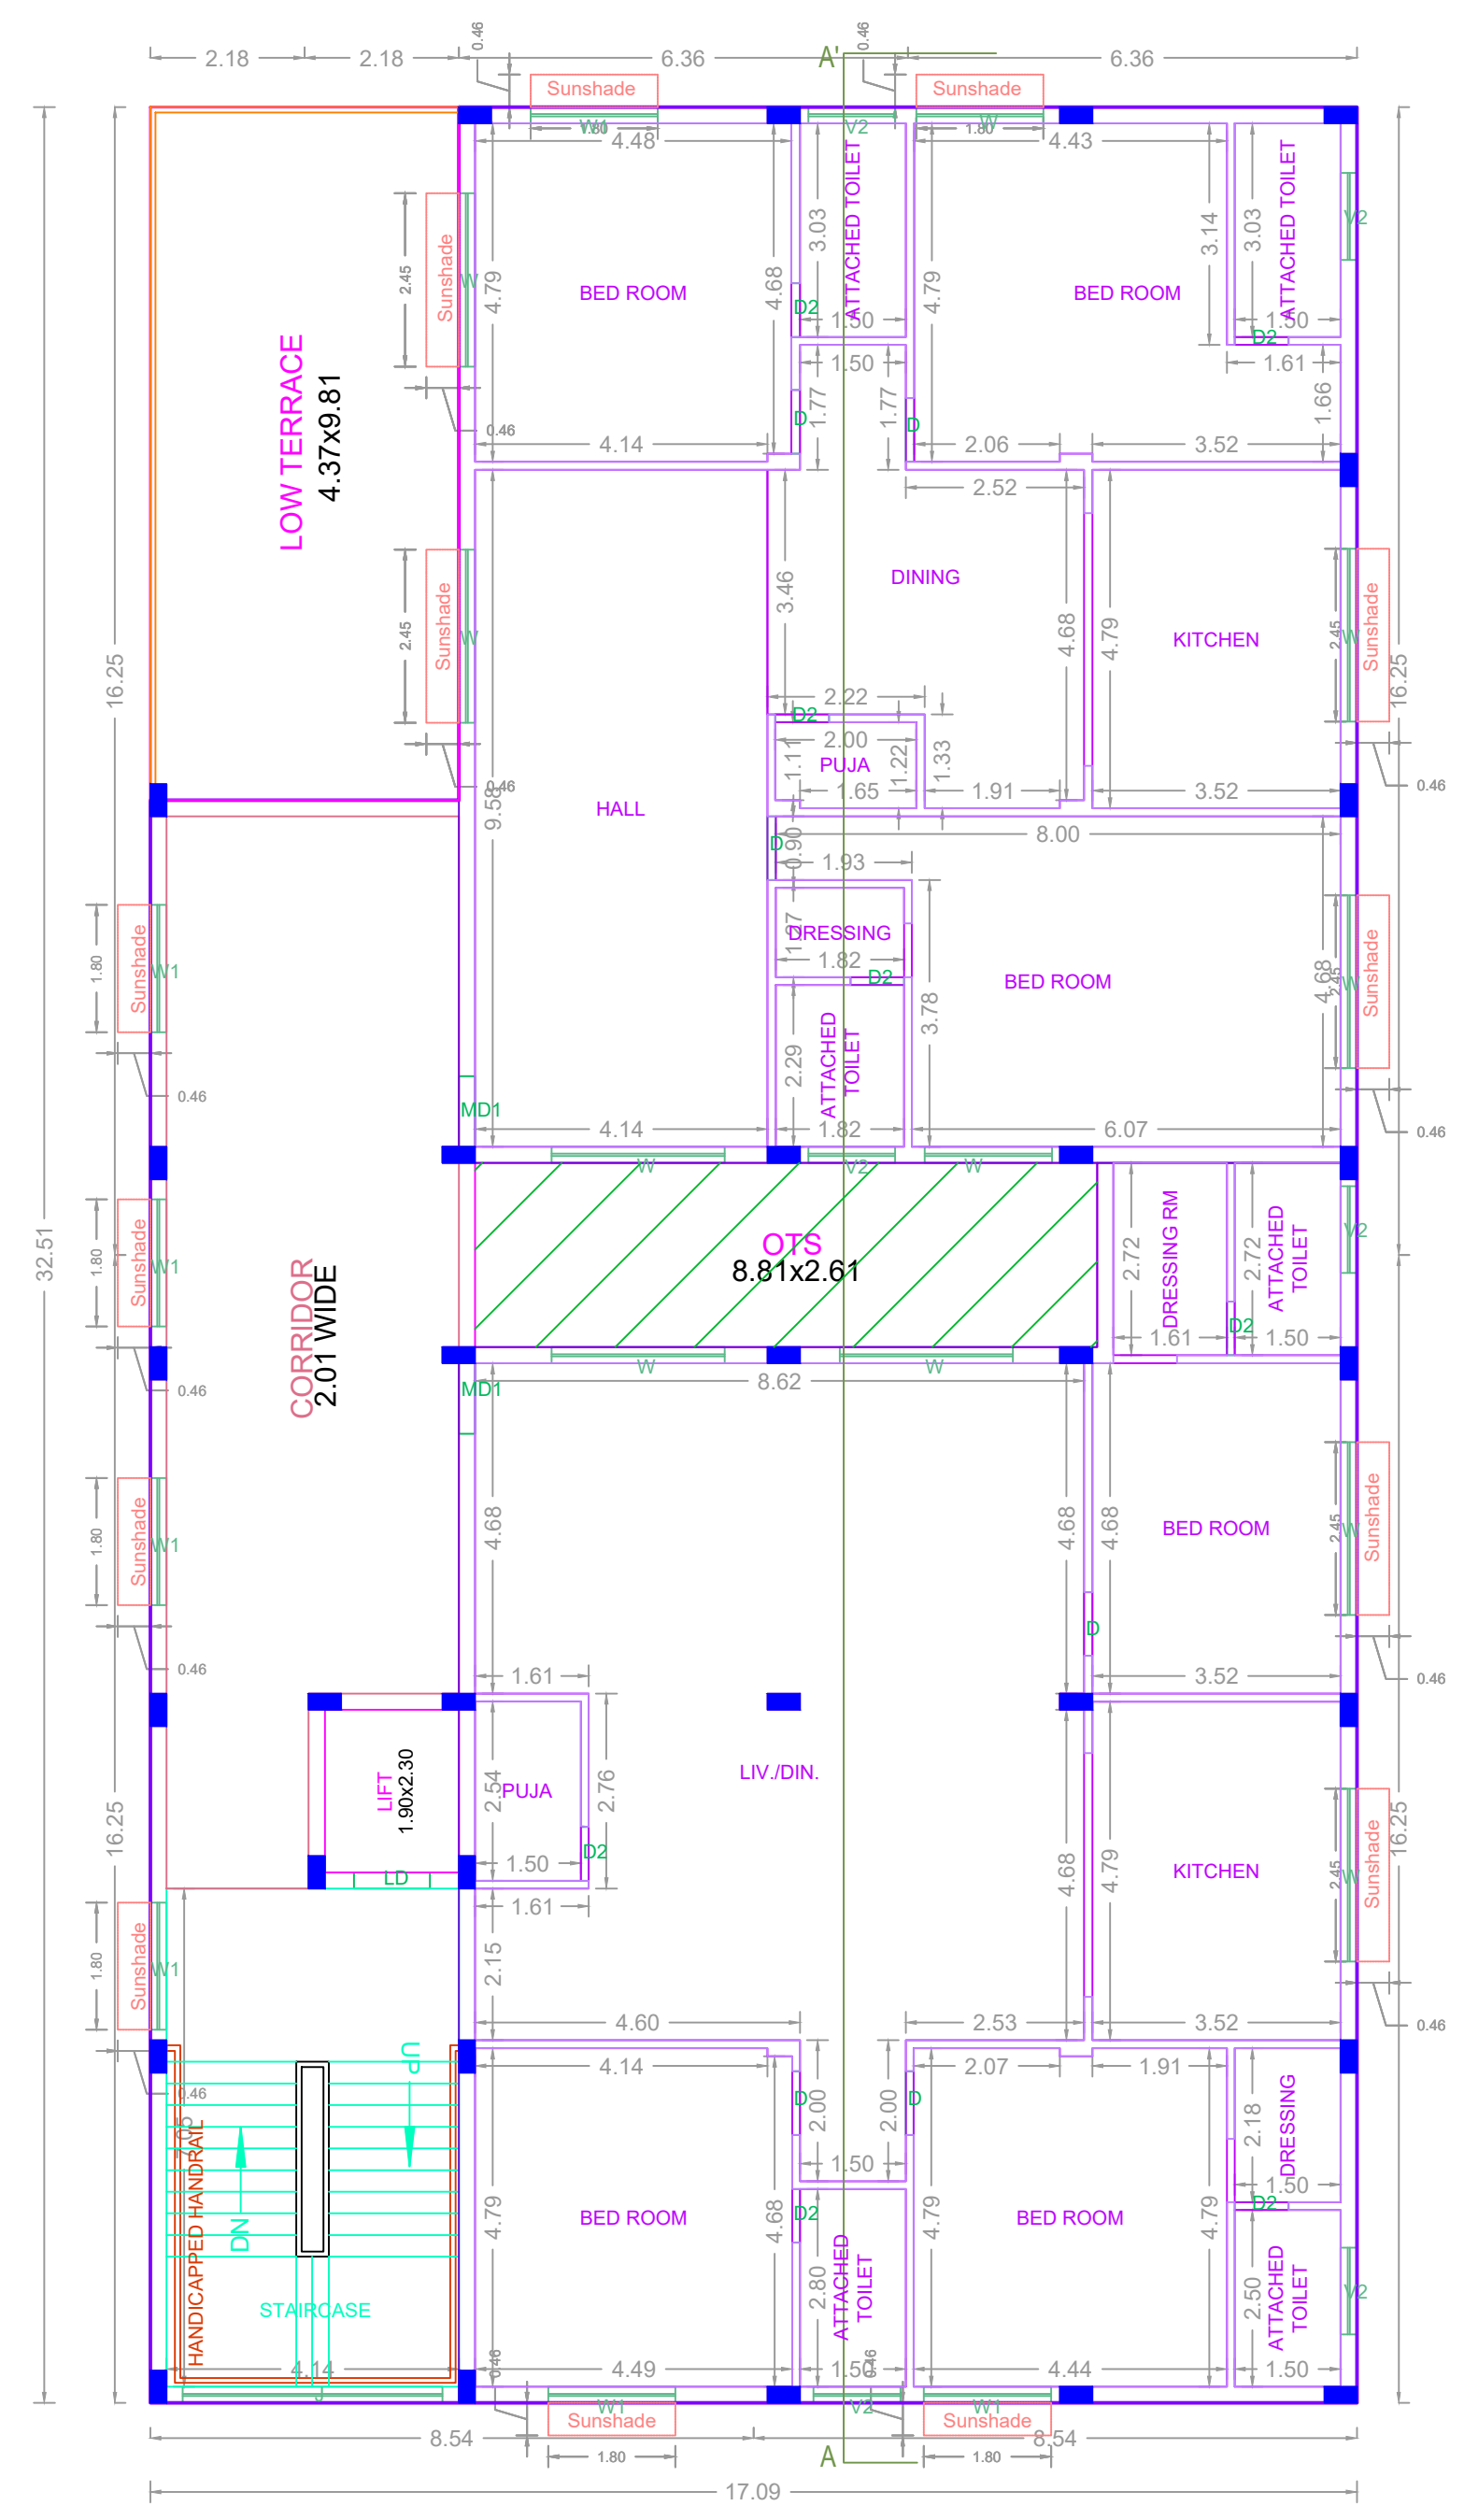 0.46
0.46
2.18
2.18
6.36
A'
6.36
Sunshade
Sunshade
W1
1.80
V2
W
1.80
4.48
4.43
ATTACHED TOILET
ATTACHED TOILET
3.03
3.14
3.03
V2
Sunshade
2.45
W
4.79
4.68
4.79
BED ROOM
BED ROOM
D2
1.50
1.50
D2
1.50
1.61
LOW TERRACE
4.37x9.81
1.77
1.77
1.66
D
D
0.46
4.14
2.06
3.52
2.52
DINING
3.46
4.68
4.79
KITCHEN
Sunshade
2.45
W
2.45
W
Sunshade
16.25
16.25
2.22
D2
2.00
1.11
PUJA
1.22
1.33
0.46
0.46
9.58
1.65
1.91
3.52
HALL
D
0.90
8.00
1.93
DRESSING
1.27
1.82
D2
BED ROOM
3.78
4.68
2.45
W
Sunshade
1.80
Sunshade
W1
ATTACHED
TOILET
2.29
0.46
0.46
MD1
4.14
1.82
6.07
W
V2
W
OTS
8.81x2.61
2.72
DRESSING RM
2.72
ATTACHED
TOILET
V2
D2
1.61
1.50
32.51
1.80
Sunshade
W1
CORRIDOR
2.01 WIDE
0.46
MD1
W
W
8.62
4.68
4.68
4.68
BED ROOM
2.45
W
Sunshade
1.80
Sunshade
W1
D
0.46
0.46
1.61
3.52
LIFT
1.90x2.30
2.54
PUJA
2.76
LIV./DIN.
D2
1.50
LD
1.61
4.68
4.79
KITCHEN
2.45
W
Sunshade
16.25
16.25
1.80
Sunshade
W1
2.15
0.46
4.60
2.53
3.52
UP
4.14
2.07
1.91
0.46
7.05
HANDICAPPED HANDRAIL
DN
D
2.00
2.00
D
2.18
DRESSING
1.50
1.50
D2
BED ROOM
BED ROOM
4.79
4.68
D2
4.79
4.79
2.80
ATTACHED
TOILET
2.50
ATTACHED
TOILET
V2
STAIRCASE
4.14
4.49
1.50
4.44
1.50
0.46
0.46
J
W1
V2
W1
Sunshade
Sunshade
8.54
8.54
1.80
A
1.80
17.09